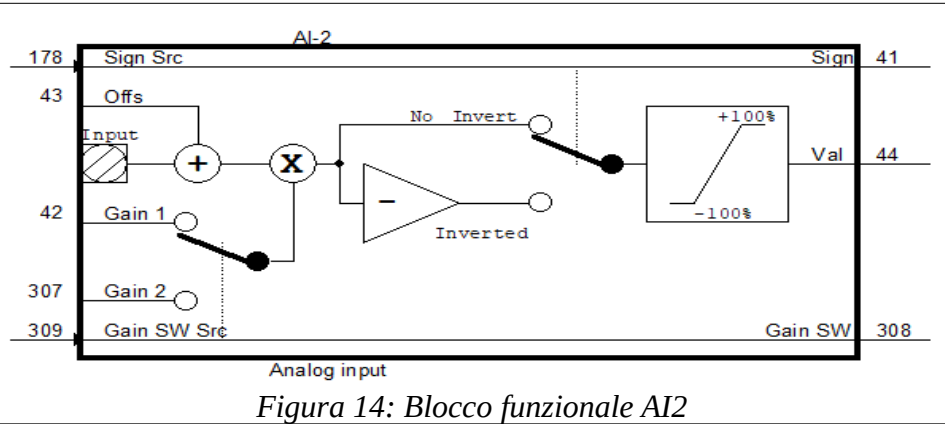 AI-2
178 Sign Src Sign 41
43 Offs
+100%
No Invert
Input
+ X Val 44
-
-100%
42 Gain 1
Inverted
307 Gain 2
309 Gain SW Src Gain SW 308
Analog input
Figura 14: Blocco funzionale AI2